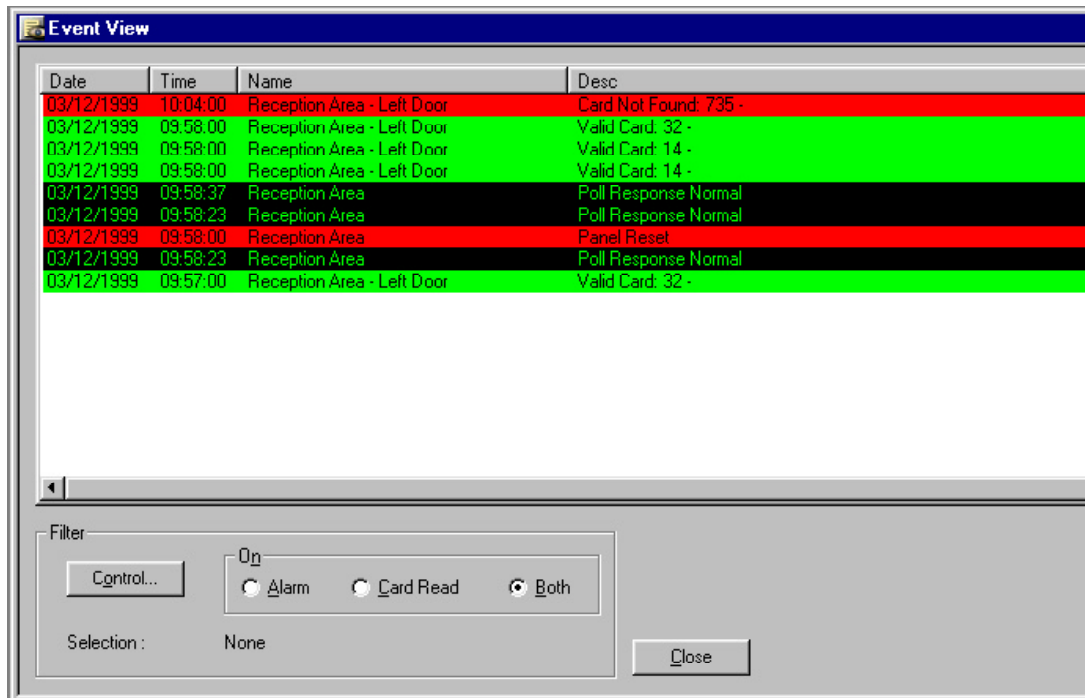 Event View
Date Time Name Desc
03/12/1999 10:04:00 Reception Area - Left Door Card Not Found: 735 -
03/12/1999 09:58:00 Reception Area - Left Door Valid Card: 32 -
03/12/1999 09:58:00 Reception Area - Left Door Valid Card: 14 -
03/12/1999 09:58:00 Reception Area - Left Door Valid Card: 14 -
03/12/1999 09:58:37 Reception Area Poll Response Normal
03/12/1999 09:58:23 Reception Area Poll Response Normal
03/12/1999 09:58:00 Reception Area Panel Reset
03/12/1999 09:58:23 Reception Area Poll Response Normal
03/12/1999 09:57:00 Reception Area - Left Door Valid Card: 32 -
Filter
Control...
On
Alarm Card Read Both
Selection : None
Close